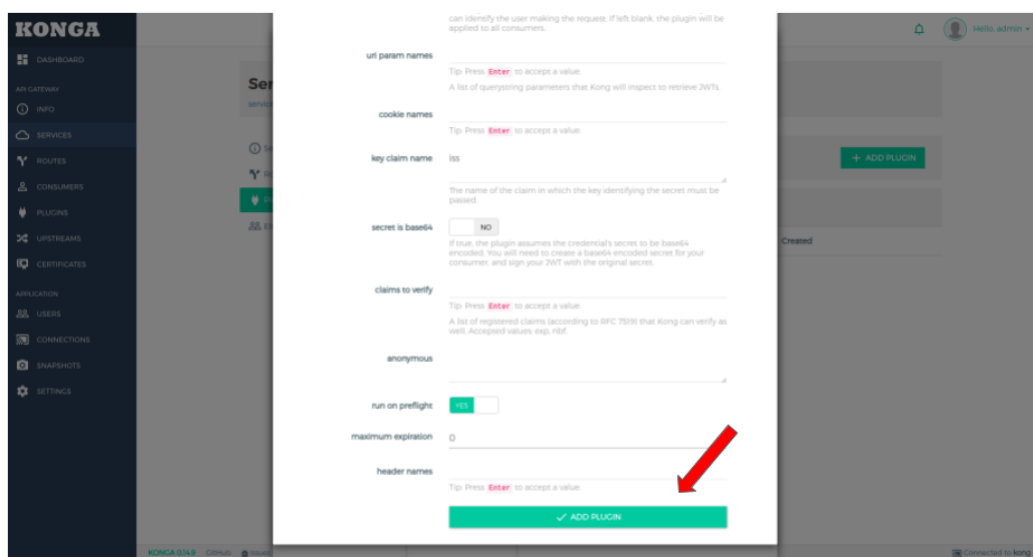 KONGA
Hello, admin
DASHBOARD
API GATEWAY
INFO
SERVICES
ROUTES
CONSUMERS
PLUGINS
UPSTREAMS
CERTIFICATES
APPLICATION
USERS
CONNECTIONS
SNAPSHOTS
SETTINGS
Ser
servic
+ ADD PLUGIN
Created
can identify the user making the request. If left blank, the plugin will be
applied to all consumers.
uri param names
Tip: Press Enter to accept a value.
A list of querystring parameters that Kong will inspect to retrieve JWTs.
cookie names
Tip: Press Enter to accept a value.
key claim name
iss
The name of the claim in which the key identifying the secret must be
passed.
secret is base64
NO
If true, the plugin assumes the credential's secret to be base64
encoded. You will need to create a base64 encoded secret for your
consumer, and sign your JWT with the original secret.
claims to verify
Tip: Press Enter to accept a value.
A list of registered claims (according to RFC 7519) that Kong can verify as
well. Accepted values: exp, nbf.
anonymous
run on preflight
YES
maximum expiration
0
header names
Tip: Press Enter to accept a value.
ADD PLUGIN
KONGA 0.14.9 GitHub Issues
Connected to kong